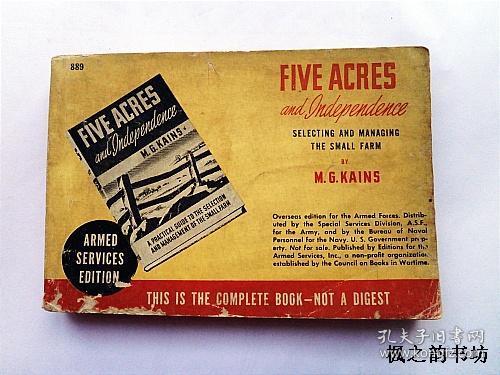 889
FIVE ACRES
and Independence
SELECTING AND MANAGING
THE SMALL FARM
BY
M.G. KAINS
FIVE ACRES
and Independence
M.G. KAINS
A PRACTICAL GUIDE TO THE SELECTION
AND MANAGEMENT OF THE SMALL FARM
ARMED
SERVICES
EDITION
Overseas edition for the Armed Forces. Distrib-
uted by the Special Services Division, A.S.F.,
for the Army, and by the Bureau of Naval
Personnel for the Navy. U. S. Government prop-
erty. Not for sale. Published by Editions for the
Armed Services, Inc., a non-profit organization
established by the Council on Books in Wartime.
THIS IS THE COMPLETE BOOK—NOT A DIGEST
孔夫子旧书网
枫之韵书坊